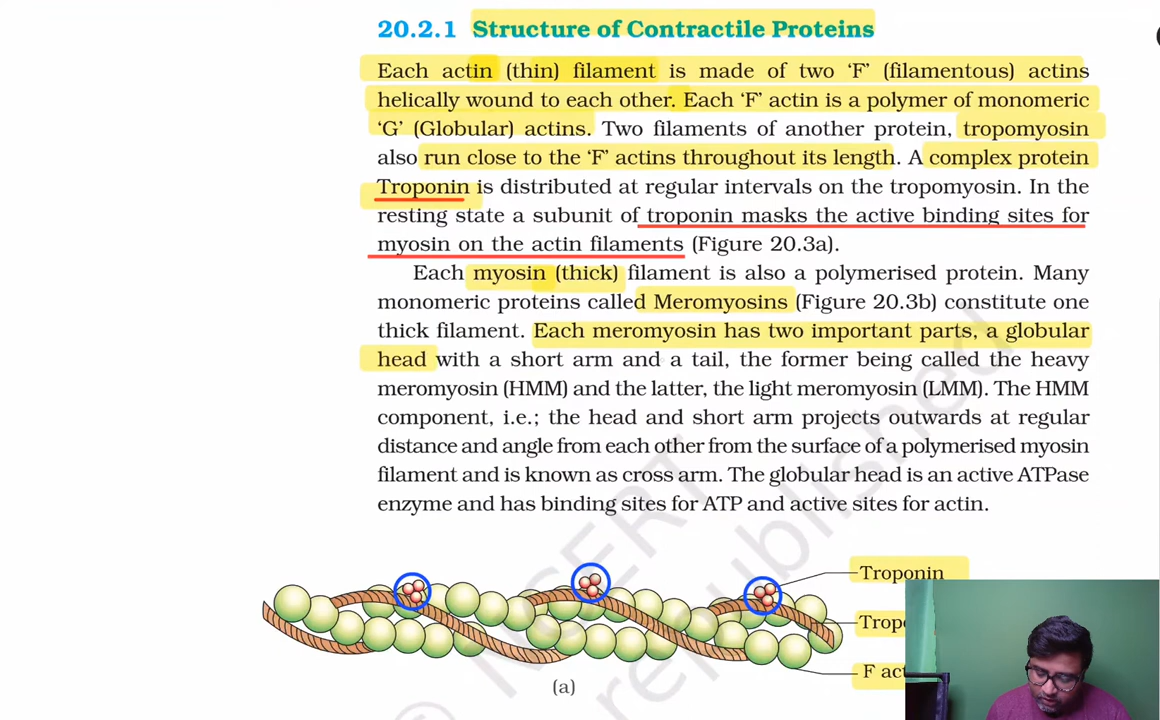 20.2.1 Structure of Contractile Proteins
Each actin (thin) filament is made of two ‘F’ (filamentous) actins
helically wound to each other. Each ‘F’ actin is a polymer of monomeric
‘G’ (Globular) actins. Two filaments of another protein, tropomyosin
also run close to the ‘F’ actins throughout its length. A complex protein
Troponin is distributed at regular intervals on the tropomyosin. In the
resting state a subunit of troponin masks the active binding sites for
myosin on the actin filaments (Figure 20.3a).
Each myosin (thick) filament is also a polymerised protein. Many
monomeric proteins called Meromyosins (Figure 20.3b) constitute one
thick filament. Each meromyosin has two important parts, a globular
head with a short arm and a tail, the former being called the heavy
meromyosin (HMM) and the latter, the light meromyosin (LMM). The HMM
component, i.e.; the head and short arm projects outwards at regular
distance and angle from each other from the surface of a polymerised myosin
filament and is known as cross arm. The globular head is an active ATPase
enzyme and has binding sites for ATP and active sites for actin.
Troponin
F
(a)
© NCERT
republished